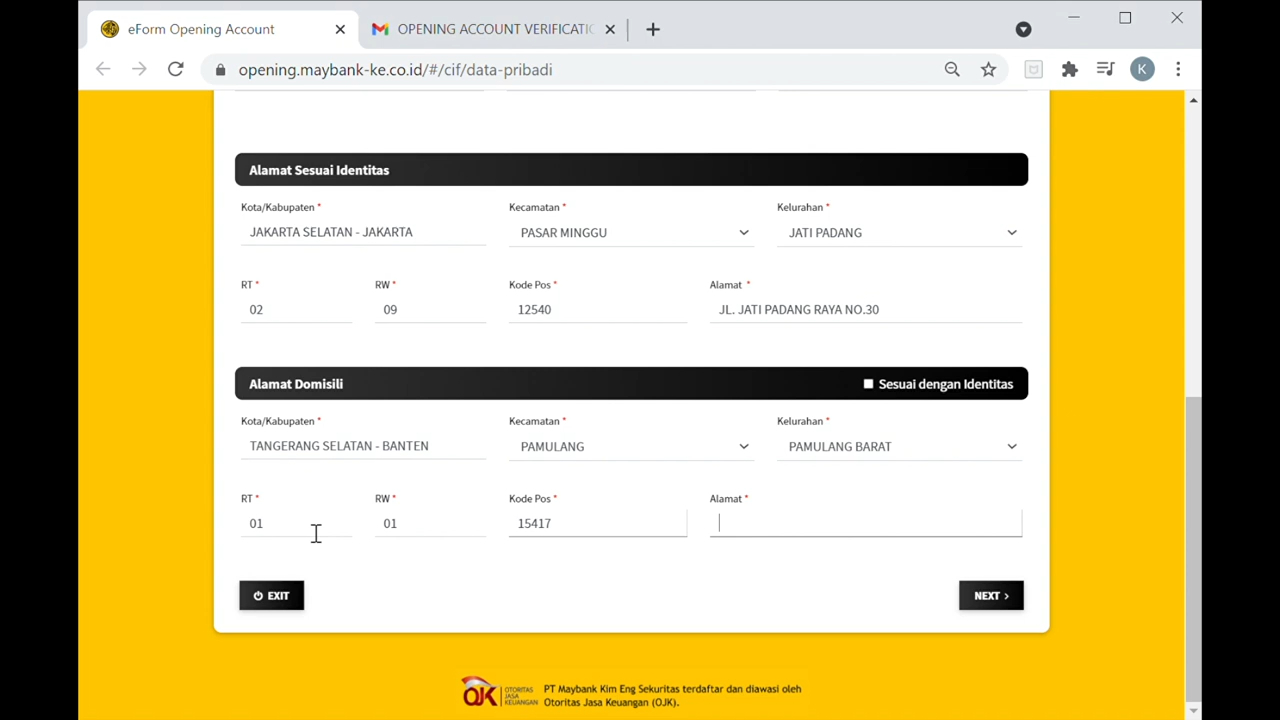 eForm Opening Account
OPENING ACCOUNT VERIFICATIO
opening.maybank-ke.co.id/#/cif/data-pribadi
K
Alamat Sesuai Identitas
Kota/Kabupaten * Kecamatan * Kelurahan *
JAKARTA SELATAN - JAKARTA PASAR MINGGU JATI PADANG
RT * RW * Kode Pos * Alamat *
02 09 12540 JL. JATI PADANG RAYA NO.30
Alamat Domisili Sesuai dengan Identitas
Kota/Kabupaten * Kecamatan * Kelurahan *
TANGERANG SELATAN - BANTEN PAMULANG PAMULANG BARAT
RT * RW * Kode Pos * Alamat *
01 01 15417
EXIT NEXT ›
OJK OTORITAS JASA KEUANGAN
PT Maybank Kim Eng Sekuritas terdaftar dan diawasi oleh
Otoritas Jasa Keuangan (OJK).